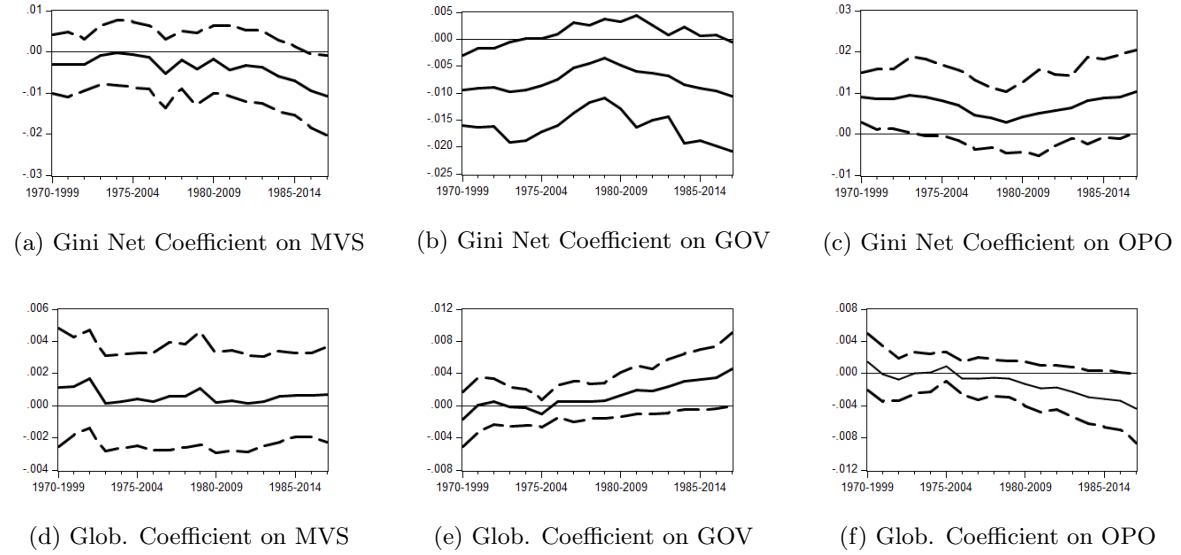 .01
.00
-.01
-.02
-.03
1970-1999 1975-2004 1980-2009 1985-2014
(a) Gini Net Coefficient on MVS
.005
.000
-.005
-.010
-.015
-.020
-.025
1970-1999 1975-2004 1980-2009 1985-2014
(b) Gini Net Coefficient on GOV
.03
.02
.01
.00
-.01
1970-1999 1975-2004 1980-2009 1985-2014
(c) Gini Net Coefficient on OPO
.006
.004
.002
.000
-.002
-.004
1970-1999 1975-2004 1980-2009 1985-2014
(d) Glob. Coefficient on MVS
.012
.008
.004
.000
-.004
-.008
1970-1999 1975-2004 1980-2009 1985-2014
(e) Glob. Coefficient on GOV
.008
.004
.000
-.004
-.008
-.012
1970-1999 1975-2004 1980-2009 1985-2014
(f) Glob. Coefficient on OPO